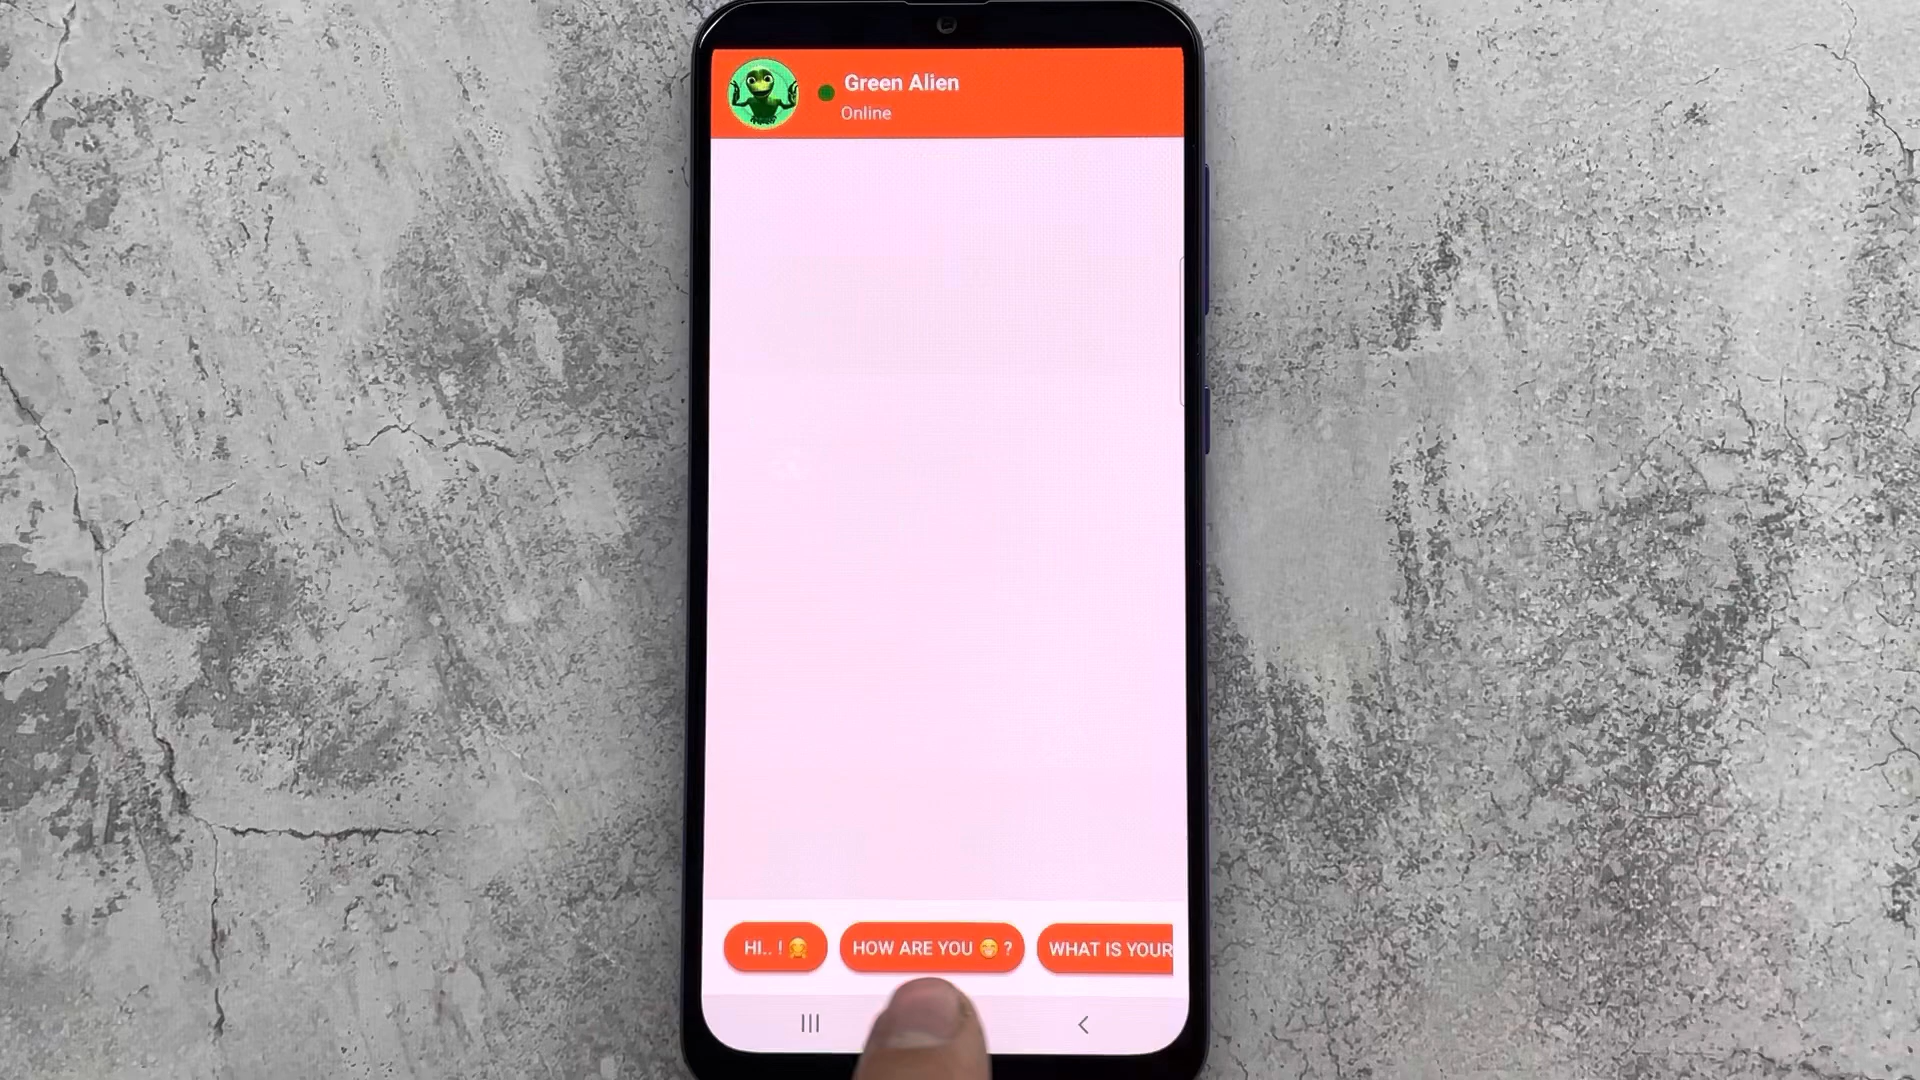 Green Alien
Online
HI.. ! 🤗
HOW ARE YOU 😁 ?
WHAT IS YOUR